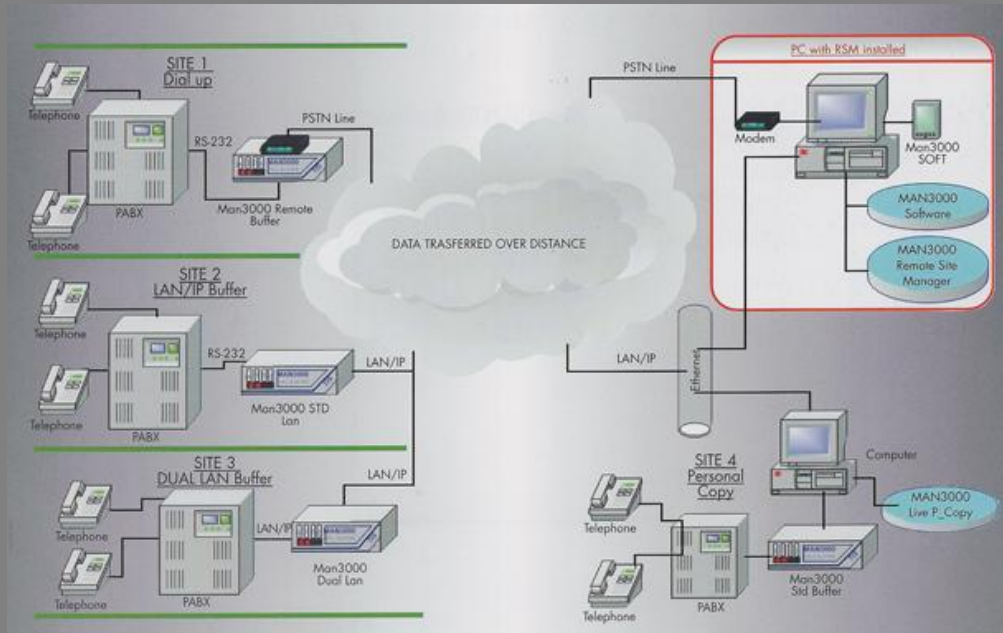 SITE 1
Dial up
Telephone
Telephone
PABX
RS-232
PSTN Line
MAN3000
Man3000 Remote
Buffer
SITE 2
LAN/IP Buffer
Telephone
Telephone
PABX
RS-232
MAN3000
Man3000 STD
Lan
LAN/IP
SITE 3
DUAL LAN Buffer
LAN/IP
Telephone
Telephone
PABX
LAN/IP
MAN3000
Man3000
Dual Lan
DATA TRASFERRED OVER DISTANCE
PSTN Line
PC with RSM installed
Modem
Man3000
SOFT
MAN3000
Software
MAN3000
Remote Site
Manager
LAN/IP
Ethernet
SITE 4
Personal
Copy
Telephone
Telephone
PABX
Computer
MAN3000
Live P_Copy
MAN3000
Man3000
Std Buffer